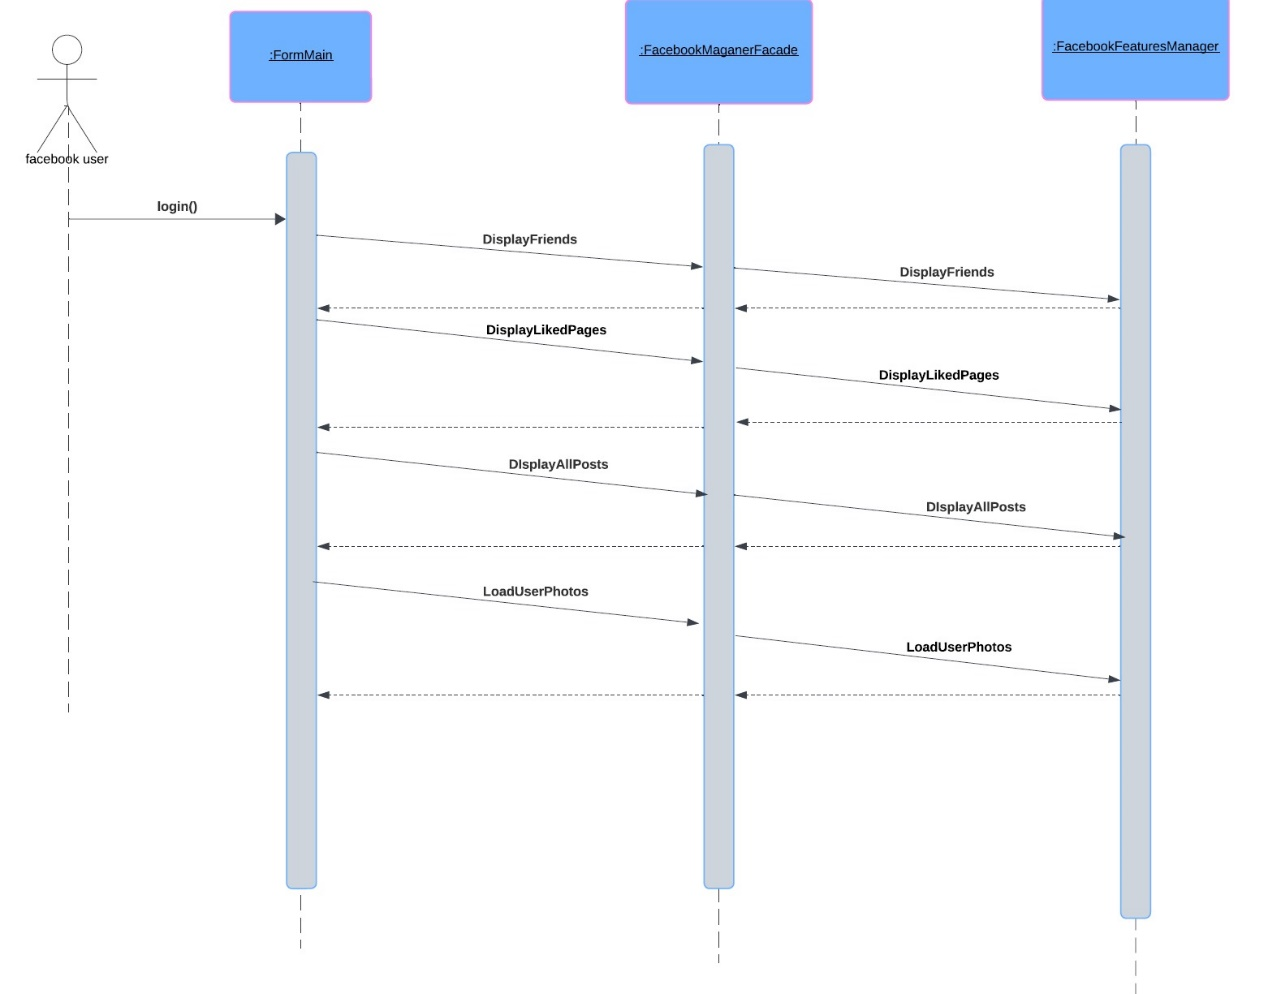 :FormMain
:FacebookMaganerFacade
:FacebookFeaturesManager
facebook user
login()
DisplayFriends
DisplayFriends
DisplayLikedPages
DisplayLikedPages
DIsplayAllPosts
DIsplayAllPosts
LoadUserPhotos
LoadUserPhotos